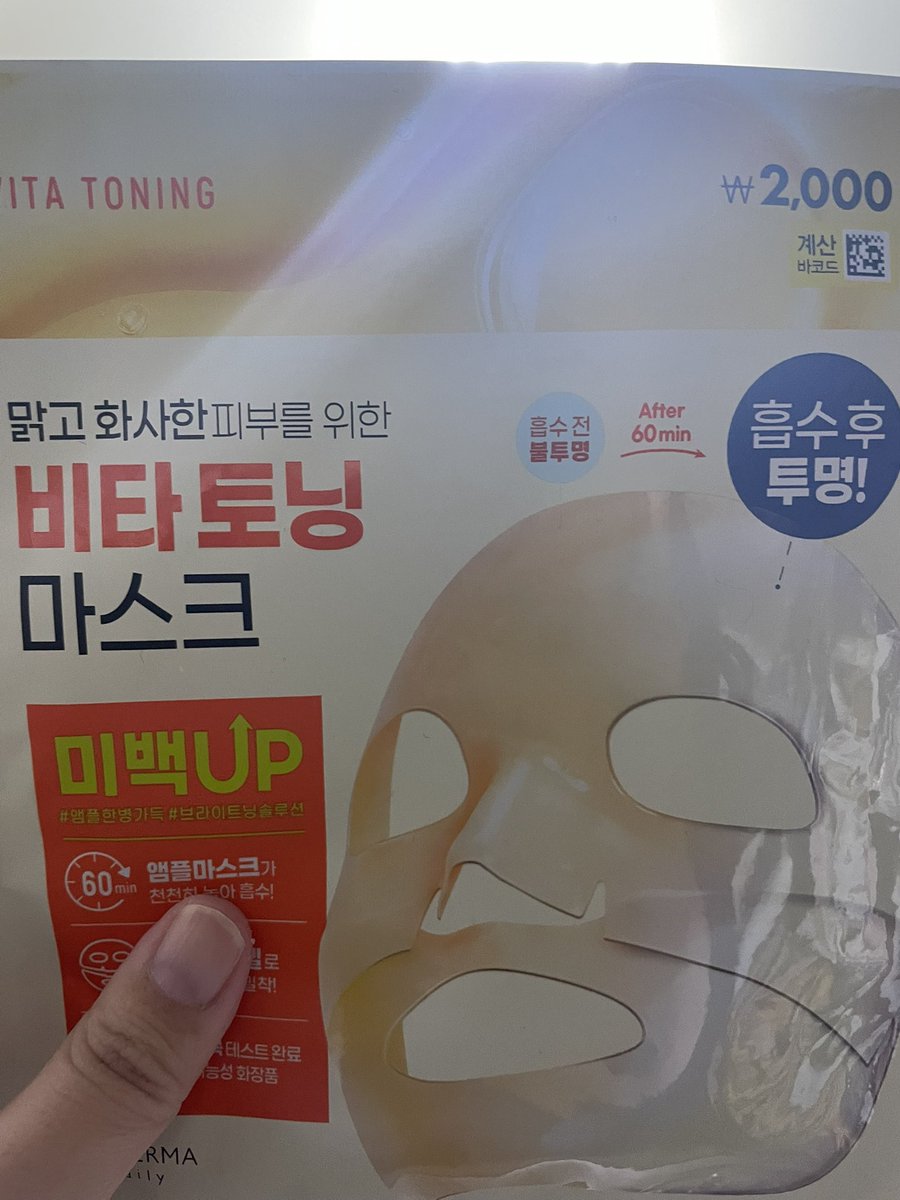 VITA TONING
₩2,000
계산
바코드
맑고 화사한 피부를 위한
비타 토닝
마스크
흡수 전
불투명
After
60min
흡수 후
투명!
미백UP
#앰플한병가득 #브라이트닝솔루션
60min
앰플마스크가
천천히 녹아 흡수!
로
밀착!
테스트 완료
화장품